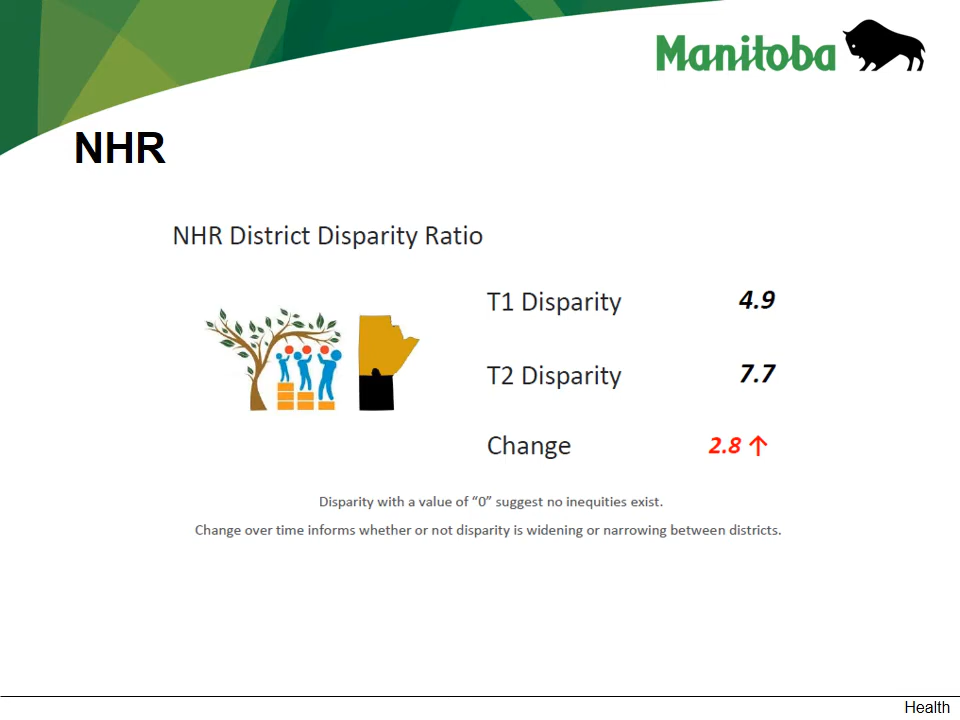 Manitoba
NHR
NHR District Disparity Ratio
T1 Disparity 4.9
T2 Disparity 7.7
Change 2.8 ↑
Disparity with a value of “0” suggest no inequities exist.
Change over time informs whether or not disparity is widening or narrowing between districts.
Health